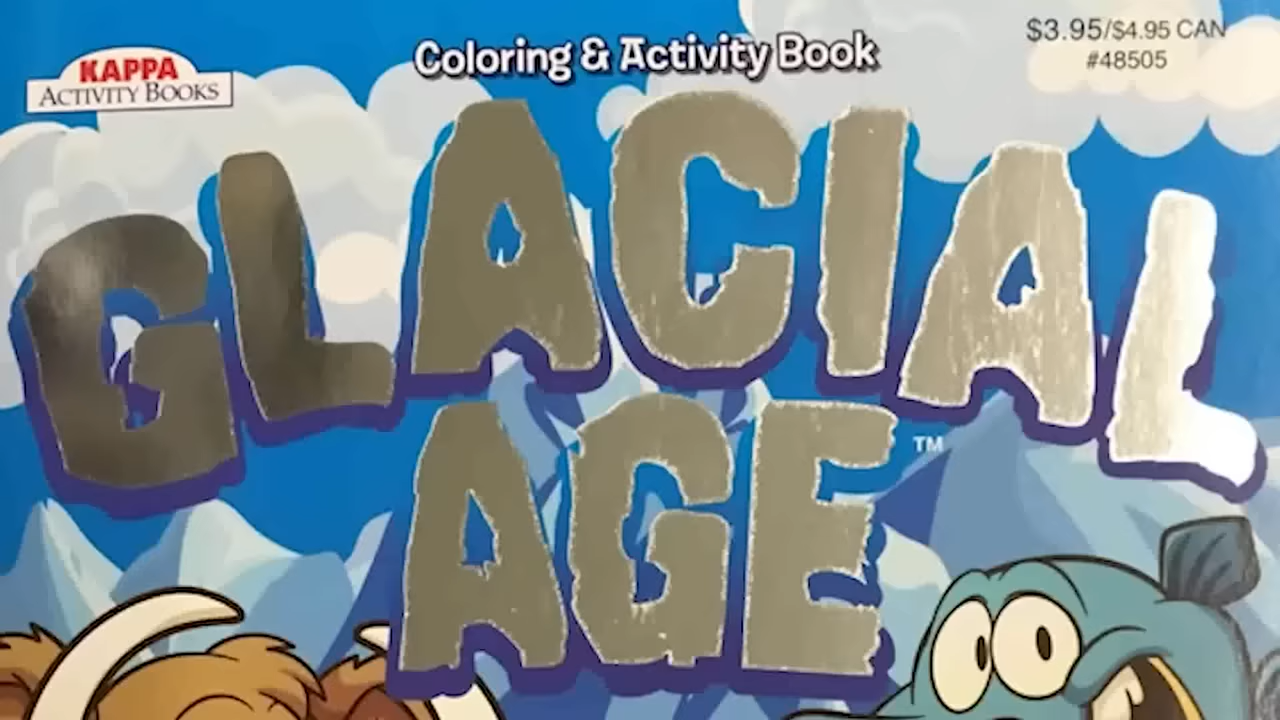 KAPPA
ACTIVITY BOOKS
Coloring & Activity Book
$3.95/$4.95 CAN
#48505
GLACIAL
AGE™